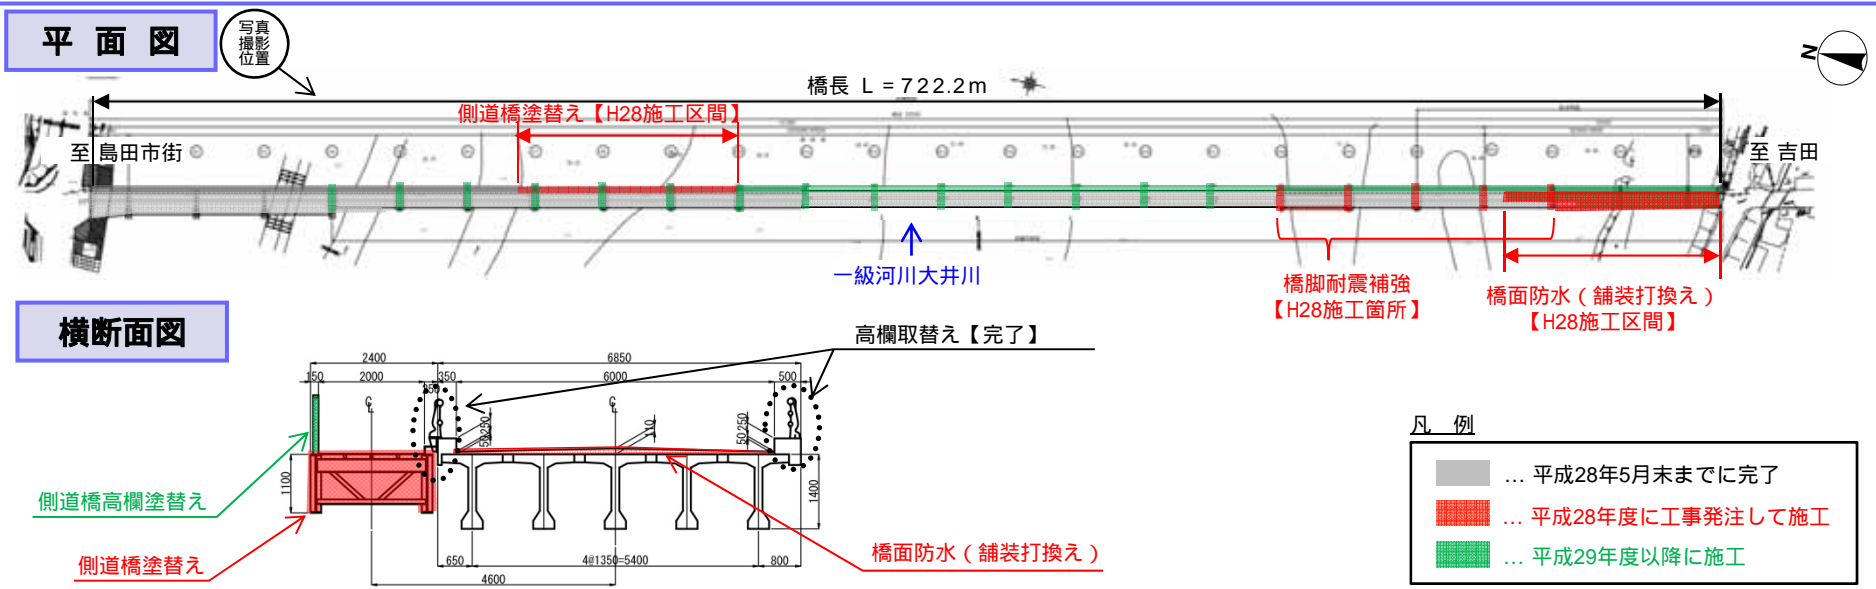 平 面 図
写真
撮影
位置
N
橋長 L =722.2m
側道橋塗替え【H28施工区間】
至 島田市街
至 吉田
一級河川大井川
橋脚耐震補強
【H28施工箇所】
橋面防水(舗装打換え)
【H28施工区間】
横断面図
高欄取替え【完了】
2400
6850
150
2000
250
350
6000
500
50
250
110
50
250
1100
1400
側道橋高欄塗替え
側道橋塗替え
橋面防水(舗装打換え)
650
4@1350=5400
800
4600
凡 例
… 平成28年5月末までに完了
… 平成28年度に工事発注して施工
… 平成29年度以降に施工